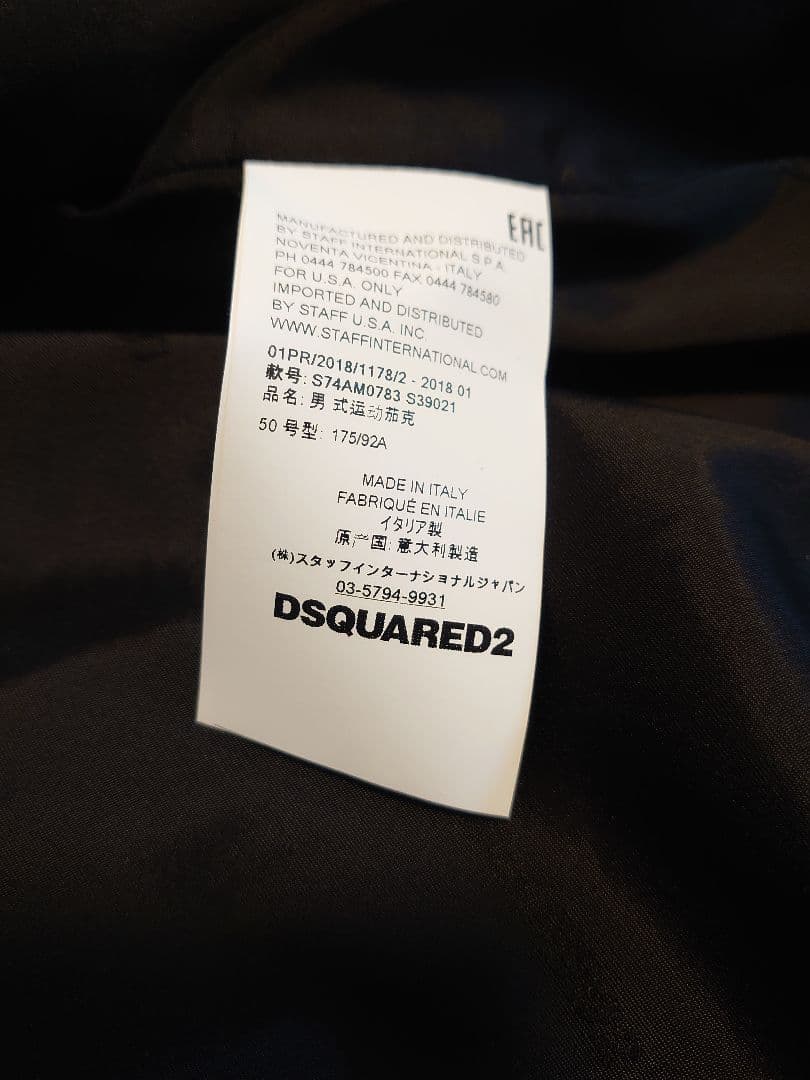 EAC
MANUFACTURED AND DISTRIBUTED
BY STAFF INTERNATIONAL S.P.A.
NOVENTA VICENTINA - ITALY
PH 0444 784500 FAX 0444 784580
FOR U.S.A. ONLY
IMPORTED AND DISTRIBUTED
BY STAFF U.S.A. INC.
WWW.STAFFINTERNATIONAL.COM
01PR/2018/1178/2 - 2018 01
款号: S74AM0783 S39021
品名: 男 式运动茄克
50 号型: 175/92A
MADE IN ITALY
FABRIQUÉ EN ITALIE
イタリア製
原产国: 意大利製造
(株)スタッフインターナショナルジャパン
03-5794-9931
DSQUARED2